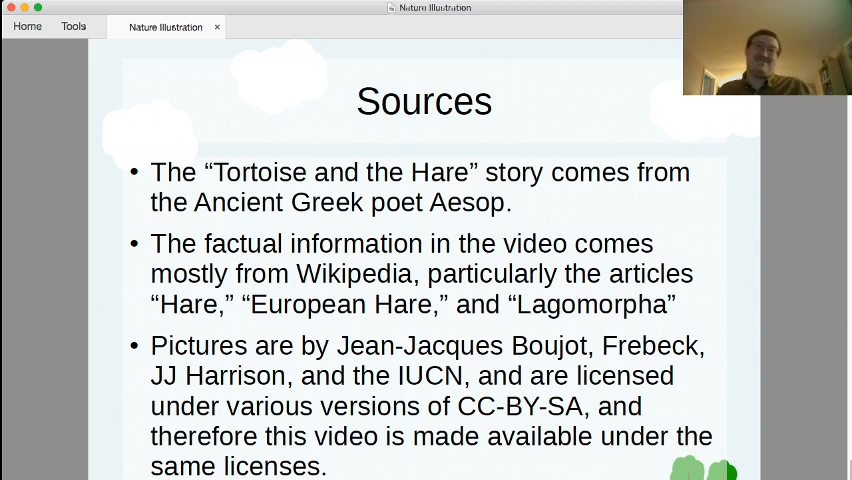 Nature Illustration
Home Tools Nature Illustration ×
Sources
• The “Tortoise and the Hare” story comes from
the Ancient Greek poet Aesop.
• The factual information in the video comes
mostly from Wikipedia, particularly the articles
“Hare,” “European Hare,” and “Lagomorpha”
• Pictures are by Jean-Jacques Boujot, Frebeck,
JJ Harrison, and the IUCN, and are licensed
under various versions of CC-BY-SA, and
therefore this video is made available under the
same licenses.